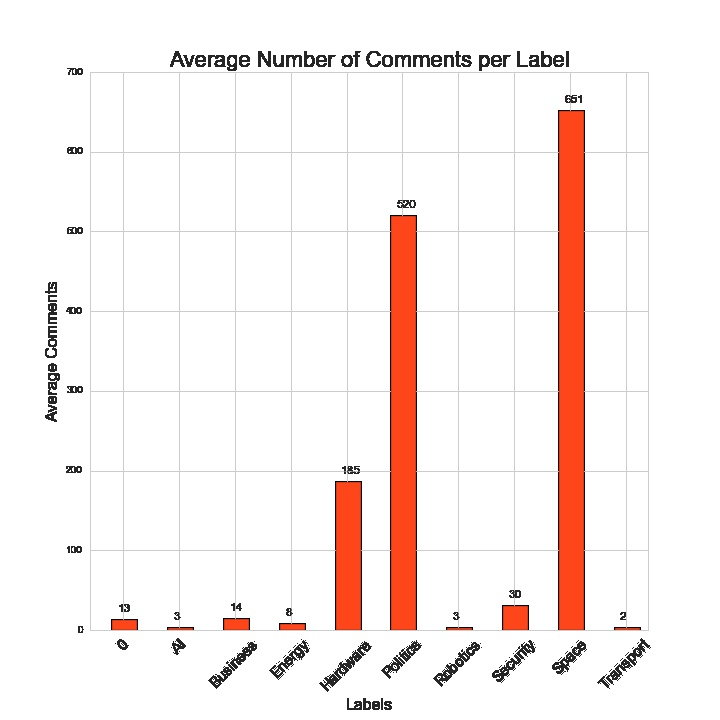 Average Number of Comments per Label
700
600
500
400
300
200
100
0
Average Comments
13
3
14
8
185
520
3
30
651
2
0
AI
Business
Energy
Hardware
Politics
Robotics
Security
Space
Transport
Labels